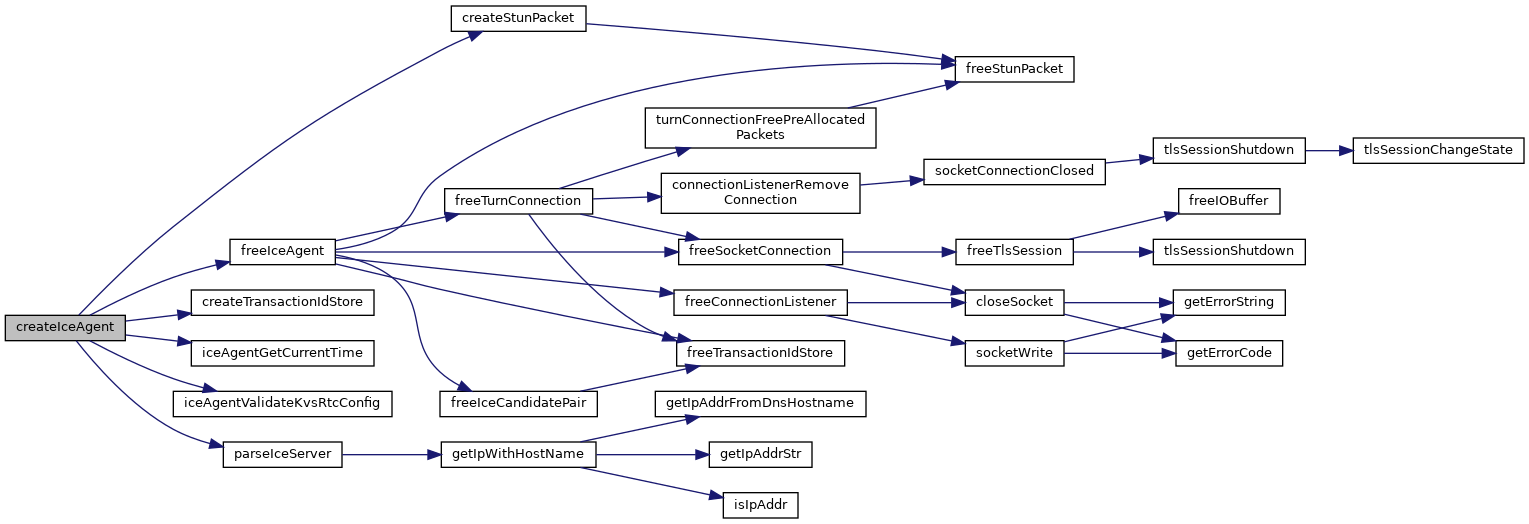 createStunPacket
freeStunPacket
turnConnectionFreePreAllocated
Packets
tlsSessionShutdown
tlsSessionChangeState
socketConnectionClosed
connectionListenerRemove
Connection
freeTurnConnection
freeIOBuffer
freeIceAgent
freeSocketConnection
freeTlsSession
tlsSessionShutdown
createTransactionIdStore
freeConnectionListener
closeSocket
getErrorString
createIceAgent
iceAgentGetCurrentTime
freeTransactionIdStore
socketWrite
getErrorCode
iceAgentValidateKvsRtcConfig
freeIceCandidatePair
getIpAddrFromDnsHostname
parseIceServer
getIpWithHostName
getIpAddrStr
isIpAddr